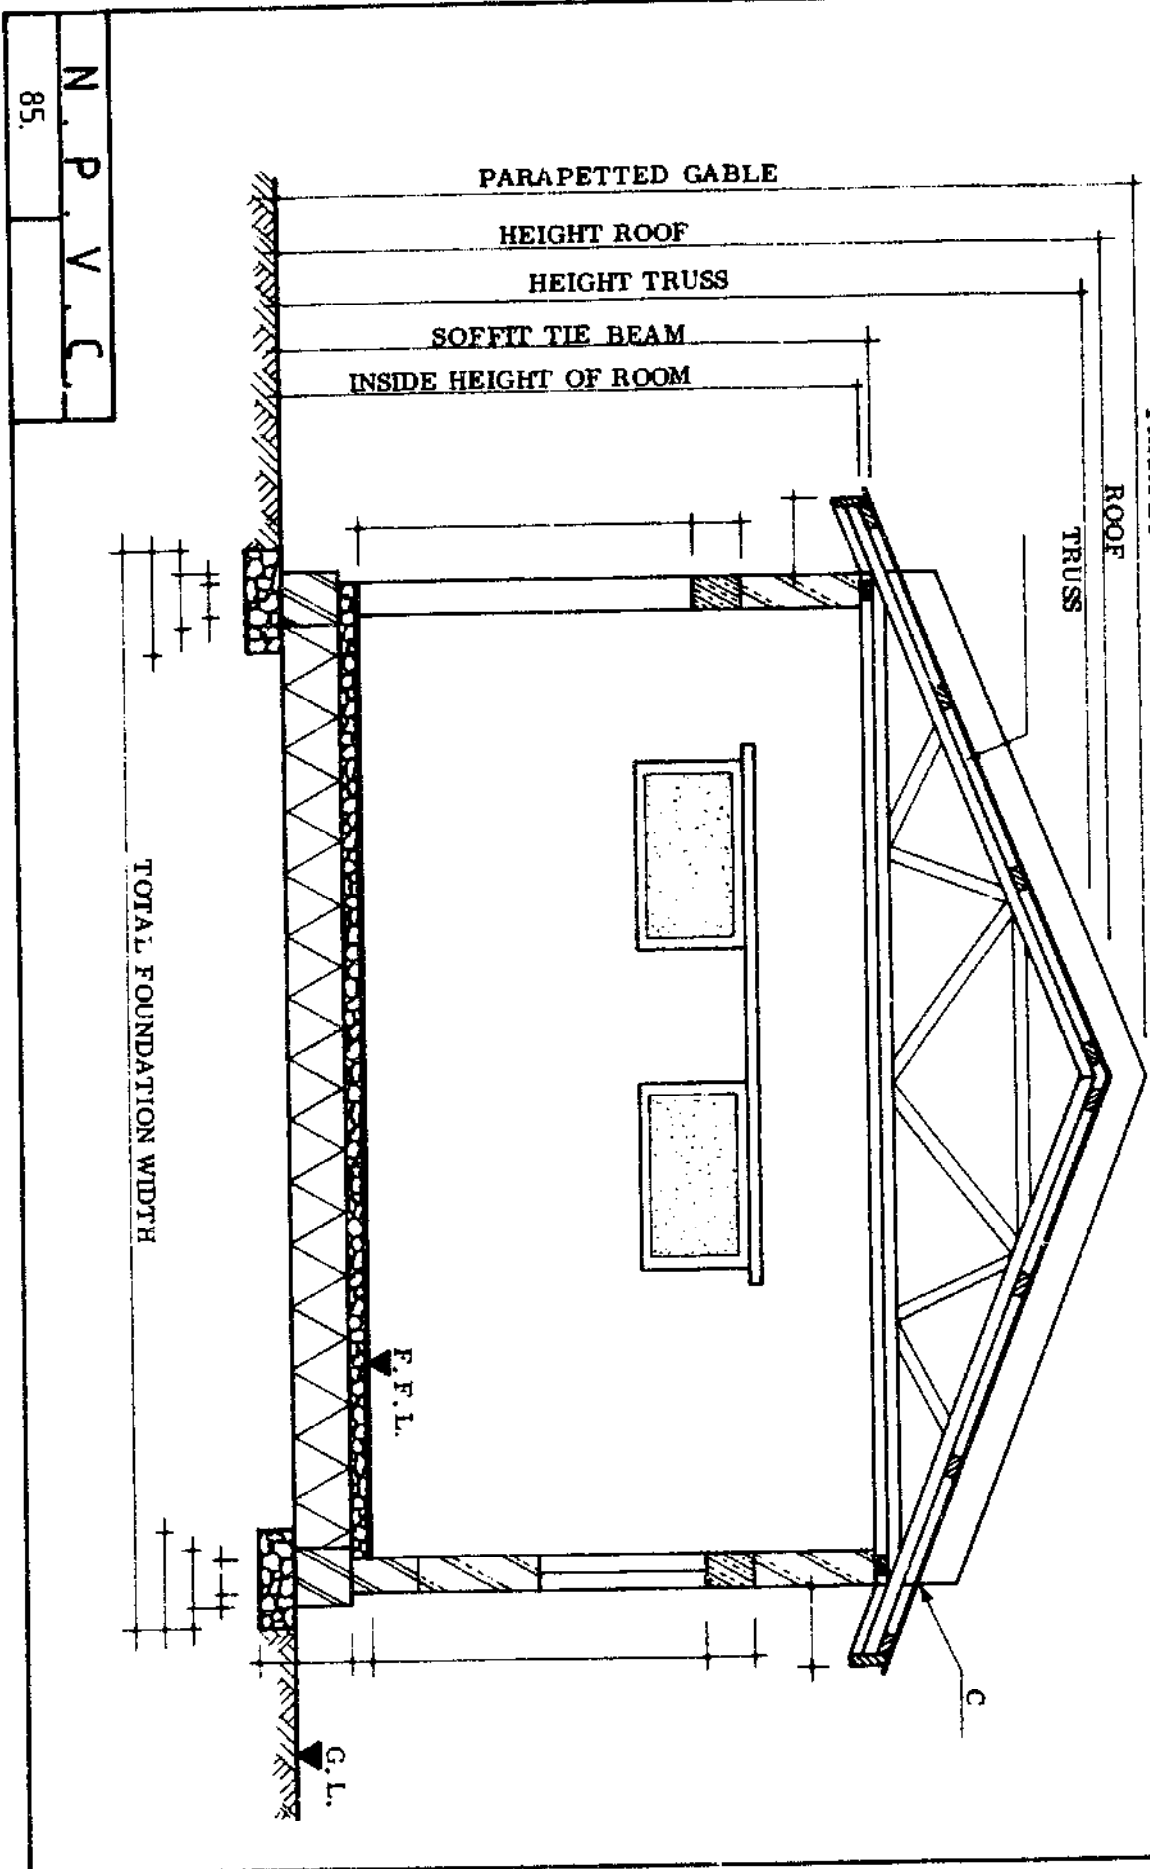 PARAPETTED GABLE
HEIGHT ROOF
HEIGHT TRUSS
SOFFIT TIE BEAM
INSIDE HEIGHT OF ROOM
ROOF
TRUSS
C
F.F.L.
G.L.
TOTAL FOUNDATION WIDTH
N.P.V.C.
85.